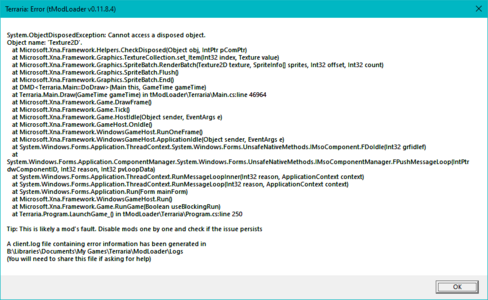 Terraria: Error (tModLoader v0.11.8.4)
System.ObjectDisposedException: Cannot access a disposed object.
Object name: 'Texture2D'.
at Microsoft.Xna.Framework.Helpers.CheckDisposed(Object obj, IntPtr pComPtr)
at Microsoft.Xna.Framework.Graphics.TextureCollection.set_Item(Int32 index, Texture value)
at Microsoft.Xna.Framework.Graphics.SpriteBatch.RenderBatch(Texture2D texture, SpriteInfo[] sprites, Int32 offset, Int32 count)
at Microsoft.Xna.Framework.Graphics.SpriteBatch.Flush()
at Microsoft.Xna.Framework.Graphics.SpriteBatch.End()
at DMD<Terraria.Main::DoDraw>(Main this, GameTime gameTime)
at Terraria.Main.Draw(GameTime gameTime) in tModLoader\Terraria\Main.cs:line 46964
at Microsoft.Xna.Framework.Game.DrawFrame()
at Microsoft.Xna.Framework.Game.Tick()
at Microsoft.Xna.Framework.Game.HostIdle(Object sender, EventArgs e)
at Microsoft.Xna.Framework.GameHost.OnIdle()
at Microsoft.Xna.Framework.WindowsGameHost.RunOneFrame()
at Microsoft.Xna.Framework.WindowsGameHost.ApplicationIdle(Object sender, EventArgs e)
at System.Windows.Forms.Application.ThreadContext.System.Windows.Forms.UnsafeNativeMethods.IMsoComponent.FDoIdle(Int32 grfidlef)
at
System.Windows.Forms.Application.ComponentManager.System.Windows.Forms.UnsafeNativeMethods.IMsoComponentManager.FPushMessageLoop(IntPtr
dwComponentID, Int32 reason, Int32 pvLoopData)
at System.Windows.Forms.Application.ThreadContext.RunMessageLoopInner(Int32 reason, ApplicationContext context)
at System.Windows.Forms.Application.ThreadContext.RunMessageLoop(Int32 reason, ApplicationContext context)
at System.Windows.Forms.Application.Run(Form mainForm)
at Microsoft.Xna.Framework.WindowsGameHost.Run()
at Microsoft.Xna.Framework.Game.RunGame(Boolean useBlockingRun)
at Terraria.Program.LaunchGame_() in tModLoader\Terraria\Program.cs:line 250
Tip: This is likely a mod's fault. Disable mods one by one and check if the issue persists
A client.log file containing error information has been generated in
B:\Libraries\Documents\My Games\Terraria\ModLoader\Logs
(You will need to share this file if asking for help)
OK